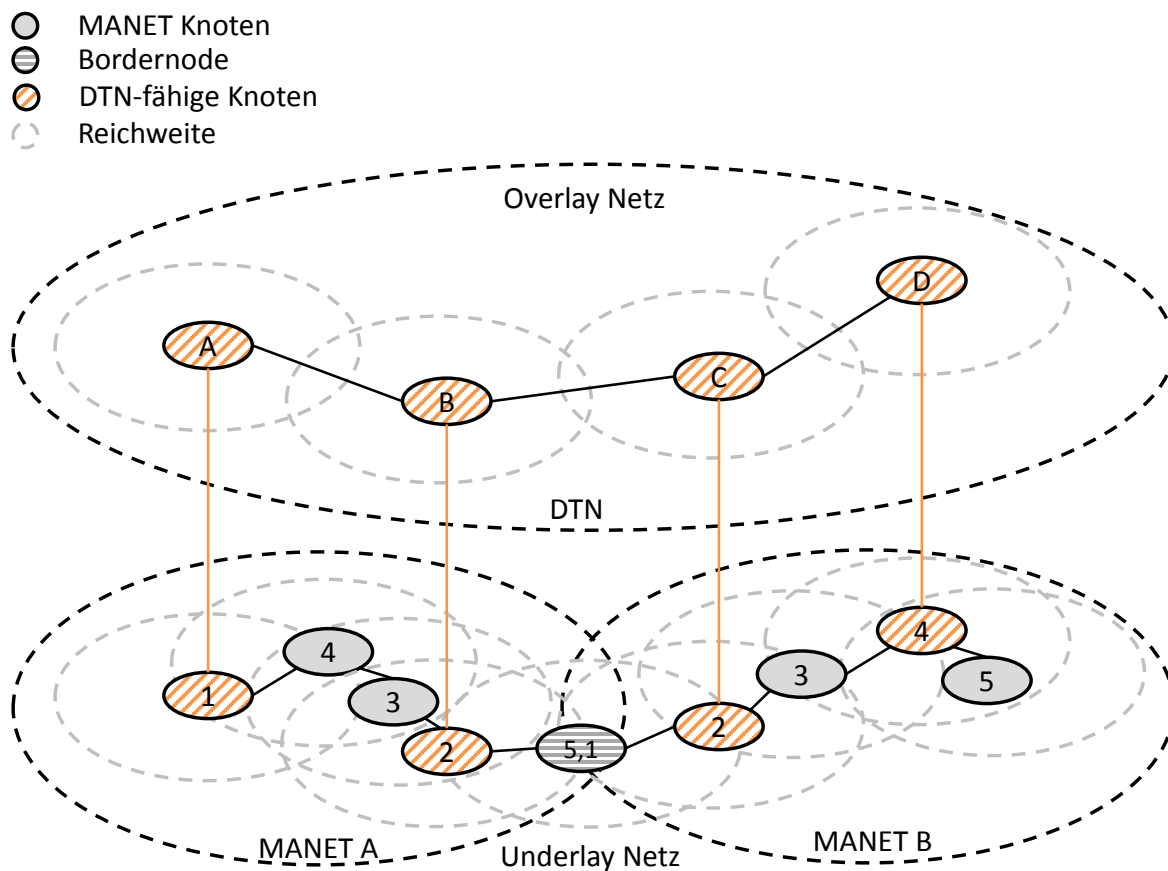 MANET Knoten
Bordernode
DTN-fähige Knoten
Reichweite
Overlay Netz
D
A
C
B
DTN
4
4
3
5
1
3
2
2
5,1
MANET A
Underlay Netz
MANET B